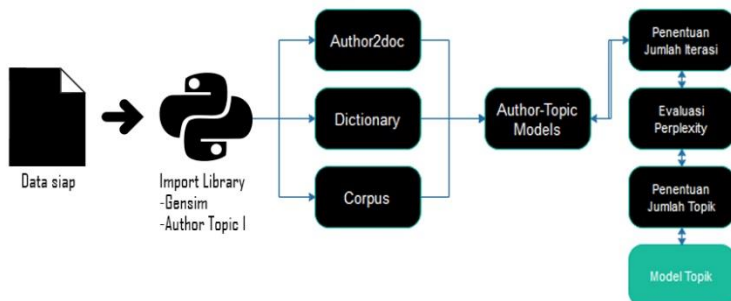 Data siap
Import Library
-Gensim
-Author Topic l
Author2doc
Dictionary
Corpus
Author-Topic
Models
Penentuan
Jumlah Iterasi
Evaluasi
Perplexity
Penentuan
Jumlah Topik
Model Topik